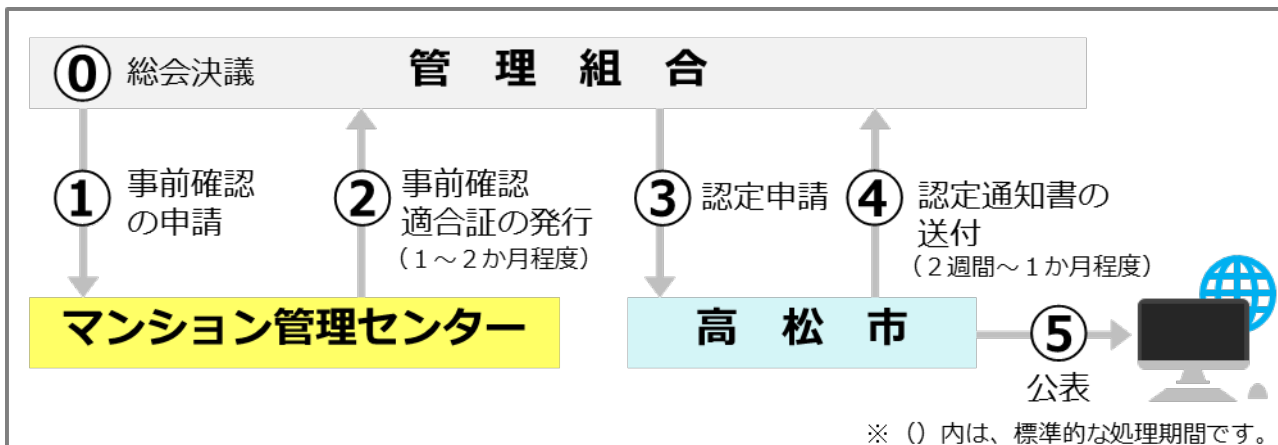 ⓪ 総会決議 管理組合
① 事前確認
の申請
② 事前確認
適合証の発行
（１～２か月程度）
③ 認定申請
④ 認定通知書の
送付
（２週間～１か月程度）
マンション管理センター
高松市
⑤
公表
※ （）内は、標準的な処理期間です。